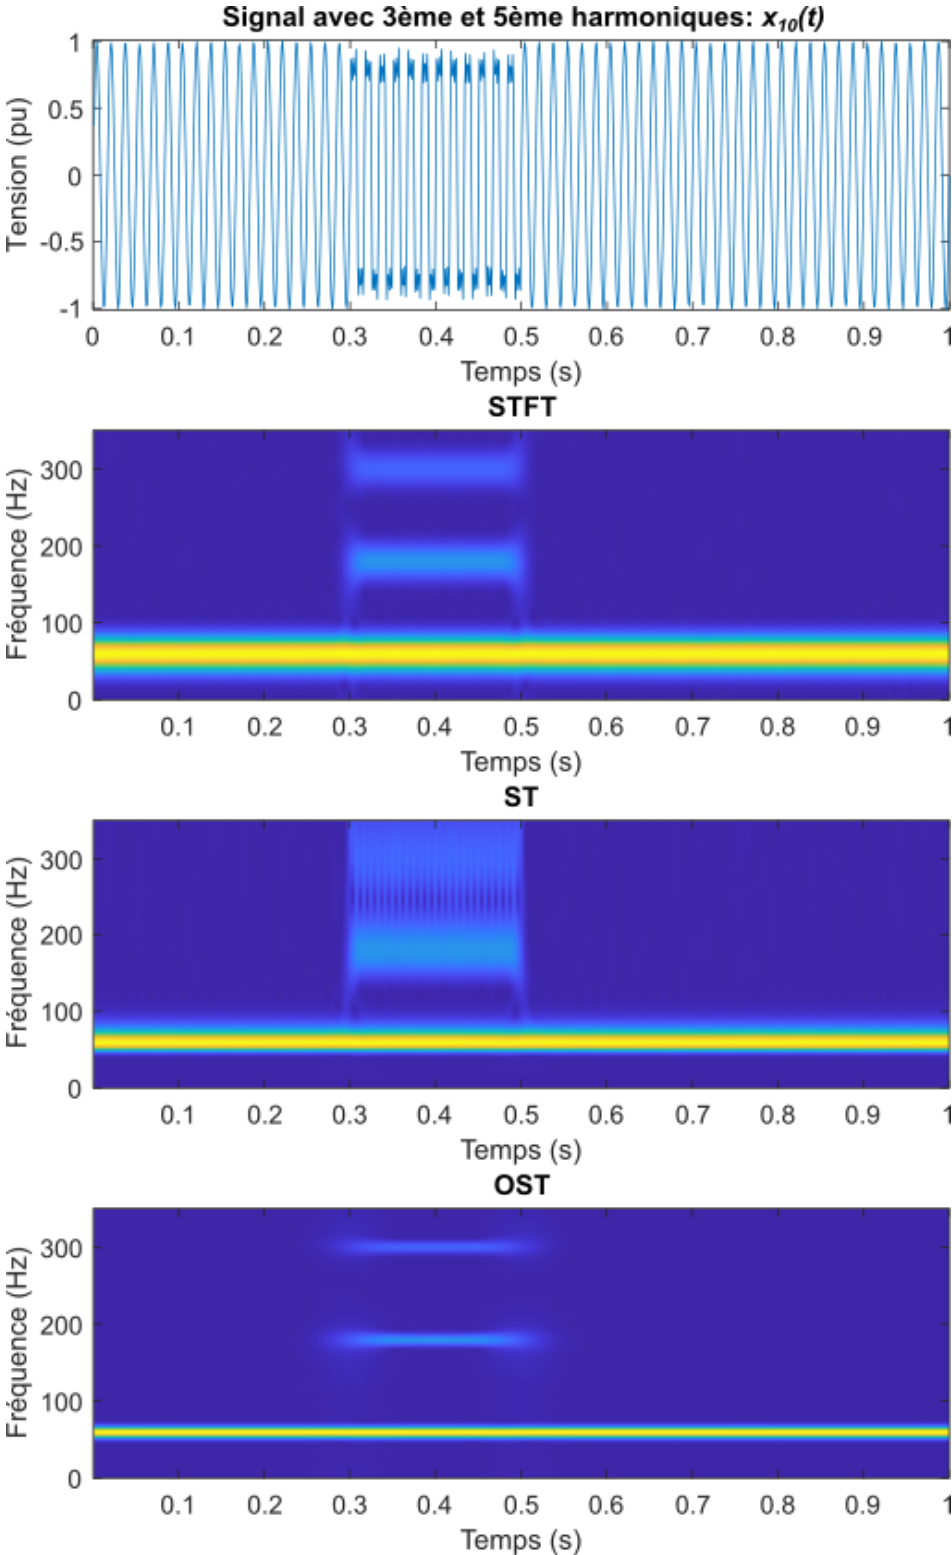 Signal avec 3ème et 5ème harmoniques: x10(t)
1
0.5
0
-0.5
-1
Tension (pu)
0 0.1 0.2 0.3 0.4 0.5 0.6 0.7 0.8 0.9 1
Temps (s)
STFT
300
200
100
0
Fréquence (Hz)
0.1 0.2 0.3 0.4 0.5 0.6 0.7 0.8 0.9 1
Temps (s)
ST
300
200
100
0
Fréquence (Hz)
0.1 0.2 0.3 0.4 0.5 0.6 0.7 0.8 0.9 1
Temps (s)
OST
300
200
100
0
Fréquence (Hz)
0.1 0.2 0.3 0.4 0.5 0.6 0.7 0.8 0.9 1
Temps (s)